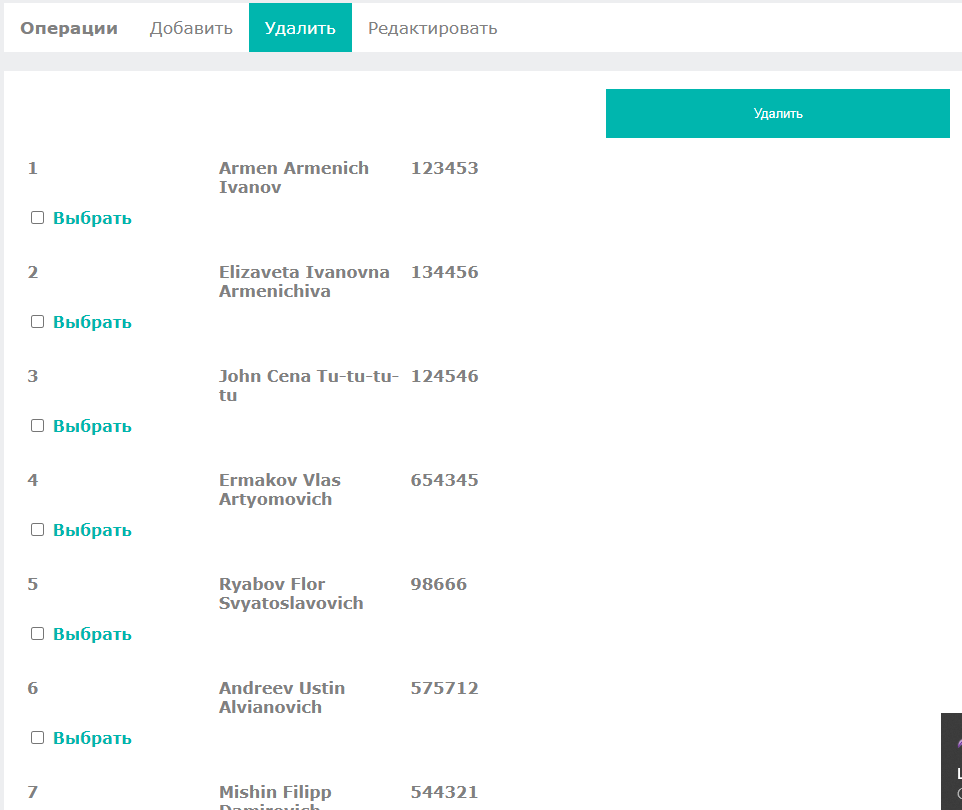 Операции Добавить Удалить Редактировать
Удалить
1 Armen Armenich 123453
Ivanov
Выбрать
2 Elizaveta Ivanovna 134456
Armenichiva
Выбрать
3 John Cena Tu-tu-tu- 124546
tu
Выбрать
4 Ermakov Vlas 654345
Artyomovich
Выбрать
5 Ryabov Flor 98666
Svyatoslavovich
Выбрать
6 Andreev Ustin 575712
Alvianovich
Выбрать
7 Mishin Filipp 544321
Damirovich